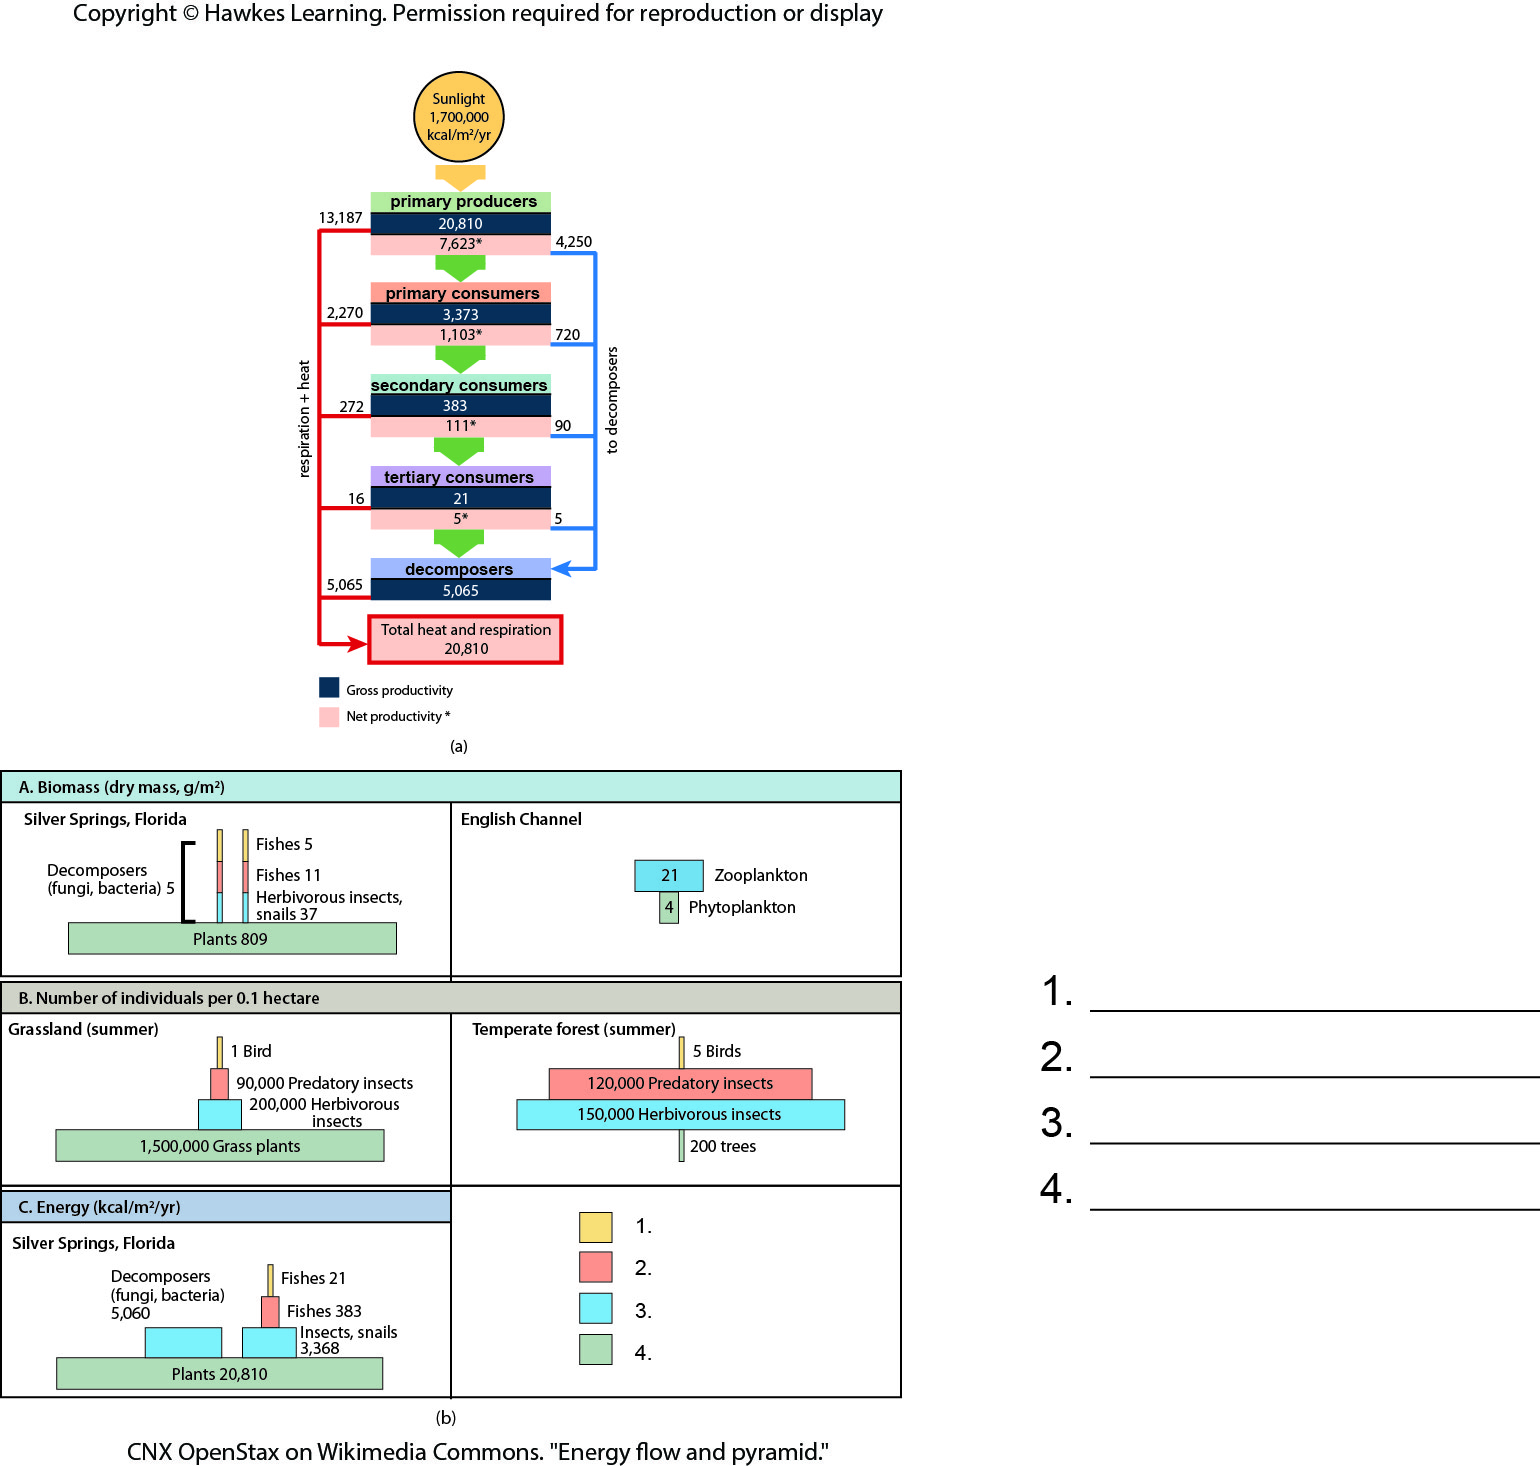 Copyright © Hawkes Learning. Permission required for reproduction or display
Sunlight
1,700,000
kcal/m²/yr
primary producers
13,187
20,810
7,623*
4,250
primary consumers
2,270
3,373
1,103*
720
secondary consumers
272
383
111*
90
tertiary consumers
16
21
5*
5
decomposers
5,065
5,065
respiration + heat
to decomposers
Total heat and respiration
20,810
Gross productivity
Net productivity *
(a)
A. Biomass (dry mass, g/m²)
Silver Springs, Florida
Decomposers
(fungi, bacteria) 5
Fishes 5
Fishes 11
Herbivorous insects,
snails 37
Plants 809
English Channel
21 Zooplankton
4 Phytoplankton
B. Number of individuals per 0.1 hectare
Grassland (summer)
1 Bird
90,000 Predatory insects
200,000 Herbivorous
insects
1,500,000 Grass plants
Temperate forest (summer)
5 Birds
120,000 Predatory insects
150,000 Herbivorous insects
200 trees
C. Energy (kcal/m²/yr)
Silver Springs, Florida
Decomposers
(fungi, bacteria)
5,060
Fishes 21
Fishes 383
Insects, snails
3,368
Plants 20,810
1.
2.
3.
4.
(b)
1.
2.
3.
4.
CNX OpenStax on Wikimedia Commons. "Energy flow and pyramid."